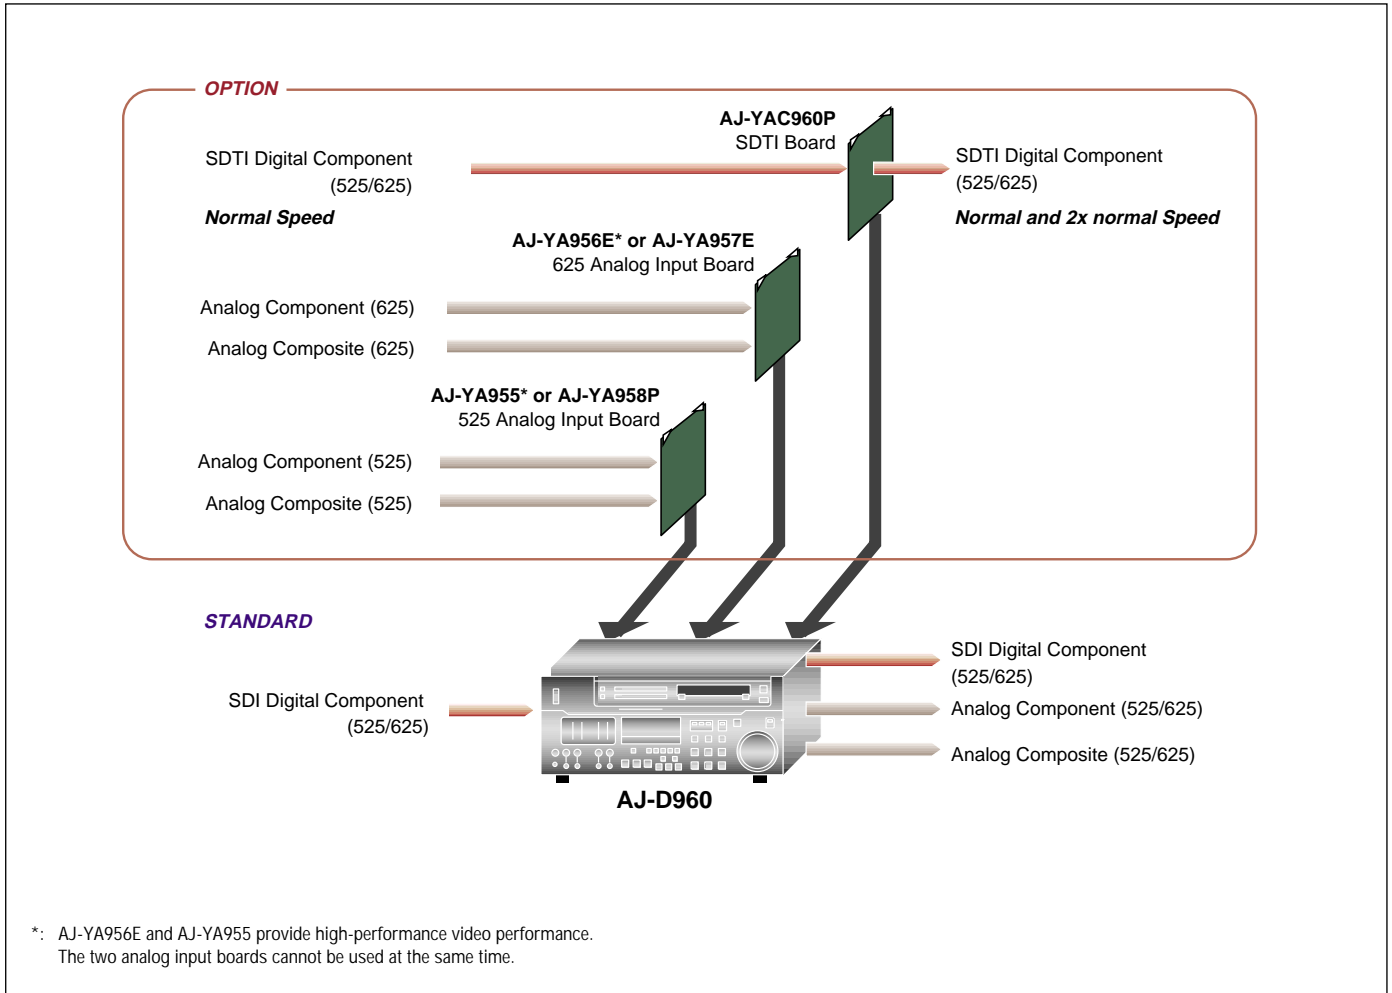 OPTION
AJ-YAC960P
SDTI Board
SDTI Digital Component
(525/625)
SDTI Digital Component
(525/625)
Normal Speed
Normal and 2x normal Speed
AJ-YA956E* or AJ-YA957E
625 Analog Input Board
Analog Component (625)
Analog Composite (625)
AJ-YA955* or AJ-YA958P
525 Analog Input Board
Analog Component (525)
Analog Composite (525)
STANDARD
SDI Digital Component
(525/625)
SDI Digital Component
(525/625)
Analog Component (525/625)
Analog Composite (525/625)
AJ-D960
*: AJ-YA956E and AJ-YA955 provide high-performance video performance.
The two analog input boards cannot be used at the same time.